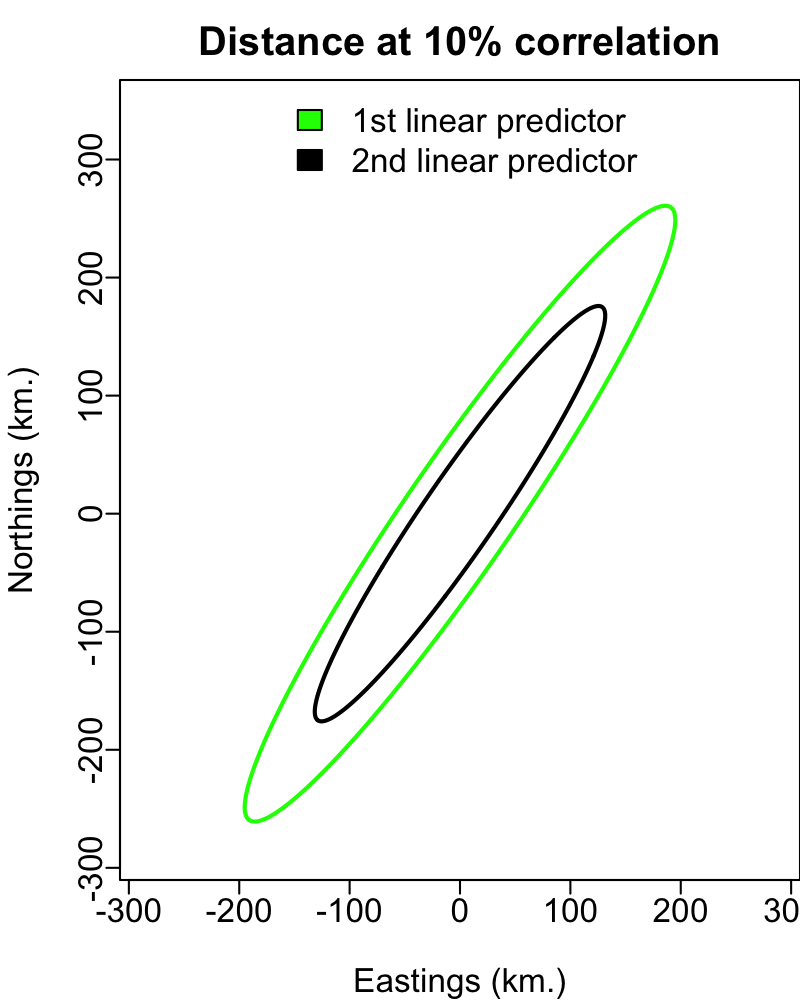 Distance at 10% correlation
1st linear predictor
2nd linear predictor
Northings (km.)
300
200
100
0
-100
-200
-300
-300 -200 -100 0 100 200 30
Eastings (km.)